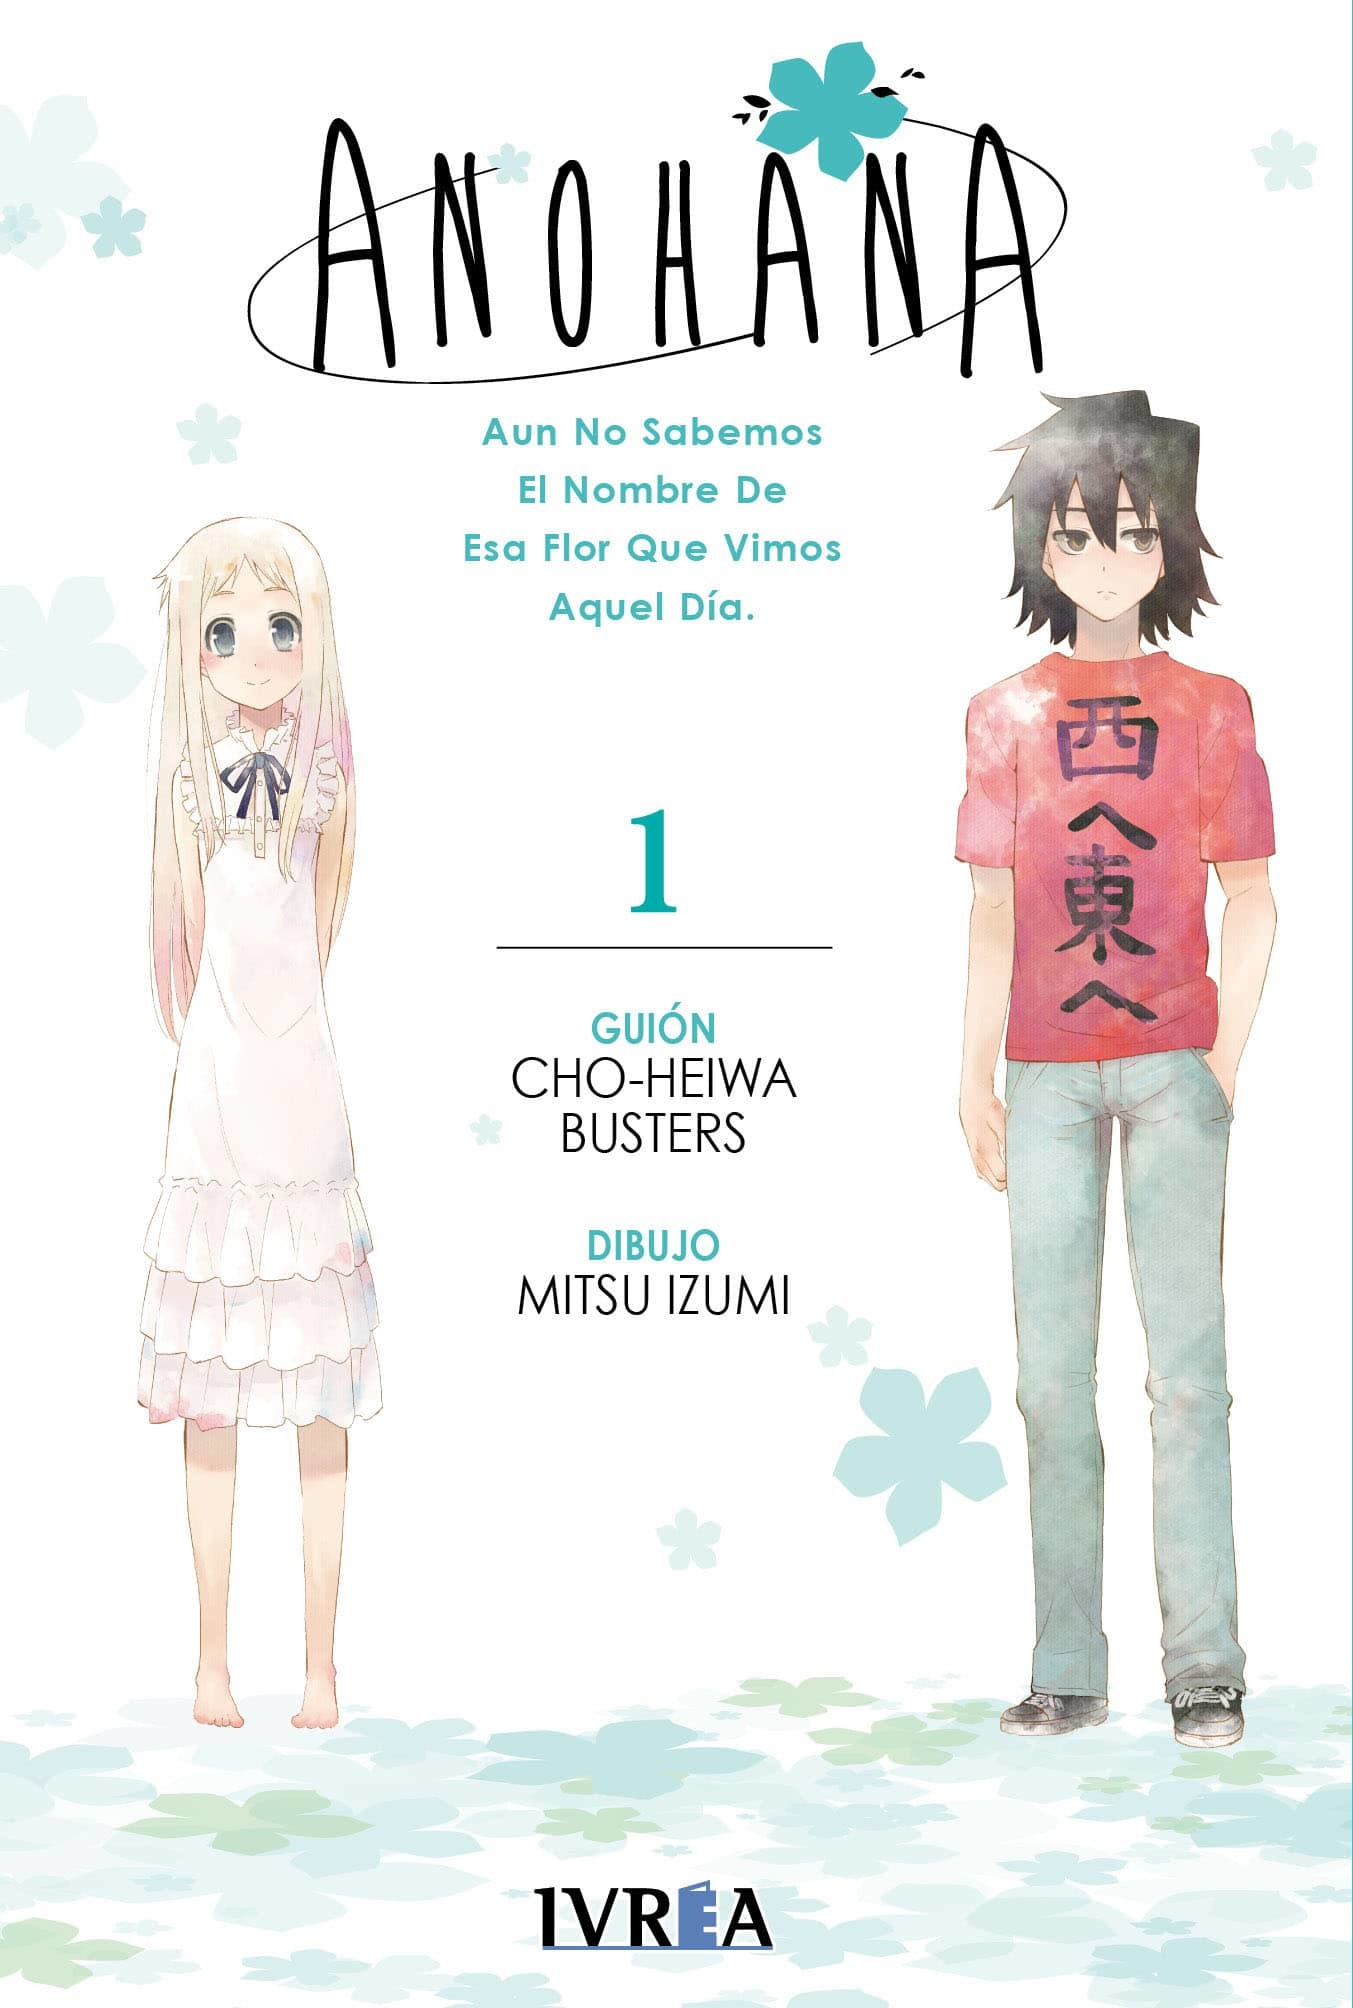 ANOHANA
Aun No Sabemos
El Nombre De
Esa Flor Que Vimos
Aquel Día.
1
GUIÓN
CHO-HEIWA
BUSTERS
DIBUJO
MITSU IZUMI
西
へ
東
へ
IVREA